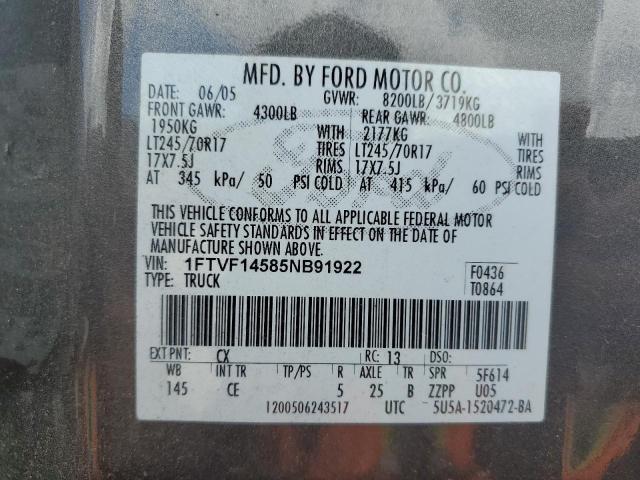 MFD. BY FORD MOTOR CO.
DATE: 06/05 GVWR: 8200LB/3719KG
FRONT GAWR: 4300LB REAR GAWR: 4800LB
1950KG WITH 2177KG WITH
LT245/70R17 TIRES LT245/70R17 TIRES
17X7.5J RIMS 17X7.5J RIMS
AT 345 kPa/ 50 PSI COLD AT 415 kPa/ 60 PSI COLD
THIS VEHICLE CONFORMS TO ALL APPLICABLE FEDERAL MOTOR
VEHICLE SAFETY STANDARDS IN EFFECT ON THE DATE OF
MANUFACTURE SHOWN ABOVE.
VIN: 1FTVF14585NB91922 F0436
TYPE: TRUCK T0864
EXT PNT: CX RC: 13 DSO:
WB INT TR TP/PS R AXLE TR SPR 5F614
145 CE 5 25 B ZZPP U05
1200506243517 UTC 5U5A-1520472-BA